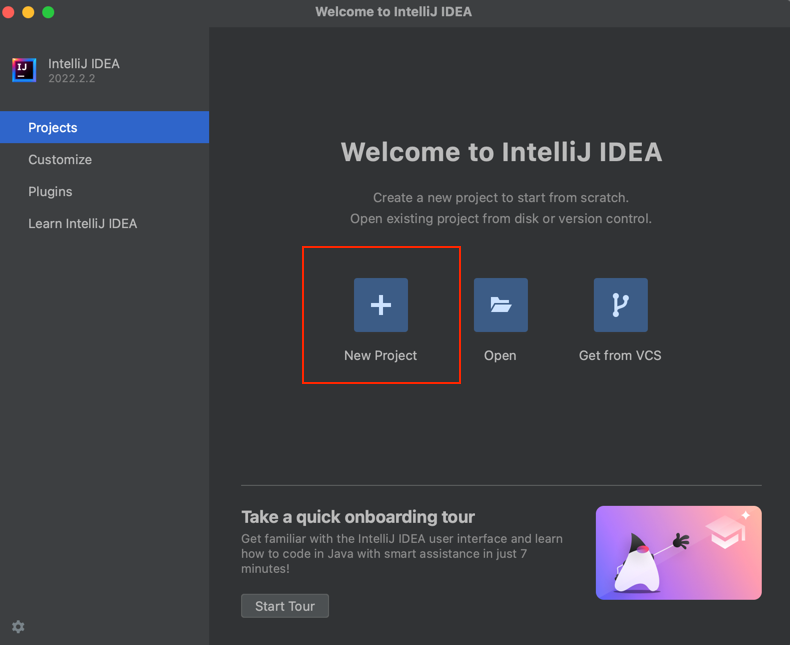 Welcome to IntelliJ IDEA
IJ
IntelliJ IDEA
2022.2.2
Projects
Customize
Plugins
Learn IntelliJ IDEA
Welcome to IntelliJ IDEA
Create a new project to start from scratch.
Open existing project from disk or version control.
New Project
Open
Get from VCS
Take a quick onboarding tour
Get familiar with the IntelliJ IDEA user interface and learn
how to code in Java with smart assistance in just 7
minutes!
Start Tour